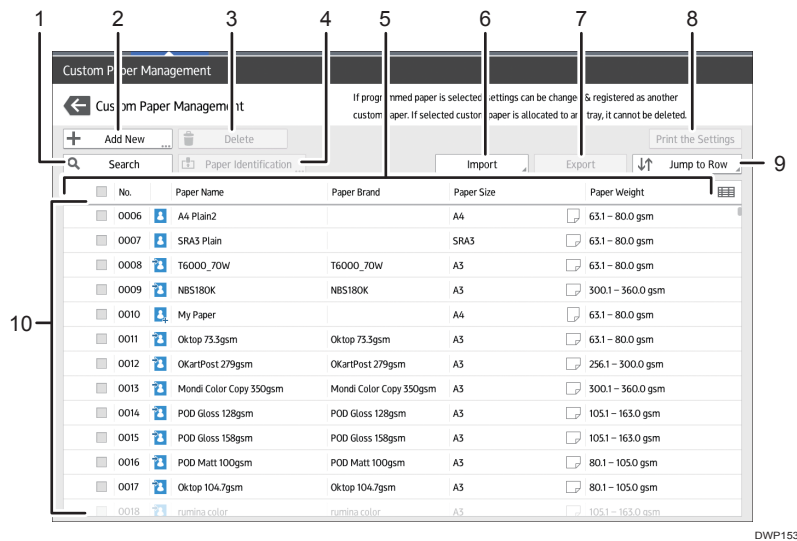 1 2 3 4 5 6 7 8
Custom Paper Management
Custom Paper Management
If programmed paper is selected, settings can be changed & registered as another
custom paper. If selected custom paper is allocated to any tray, it cannot be deleted.
Add New ... Delete Print the Settings
Search Paper Identification ... Import Export Jump to Row 9
No. Paper Name Paper Brand Paper Size Paper Weight
0006 A4 Plain2 A4 63.1 – 80.0 gsm
0007 SRA3 Plain SRA3 63.1 – 80.0 gsm
0008 T6000_70W T6000_70W A3 63.1 – 80.0 gsm
0009 NBS180K NBS180K A3 300.1 – 360.0 gsm
0010 My Paper A4 63.1 – 80.0 gsm
10
0011 Oktop 73.3gsm Oktop 73.3gsm A3 63.1 – 80.0 gsm
0012 OKartPost 279gsm OKartPost 279gsm A3 256.1 – 300.0 gsm
0013 Mondi Color Copy 350gsm Mondi Color Copy 350gsm A3 300.1 – 360.0 gsm
0014 POD Gloss 128gsm POD Gloss 128gsm A3 105.1 – 163.0 gsm
0015 POD Gloss 158gsm POD Gloss 158gsm A3 105.1 – 163.0 gsm
0016 POD Matt 100gsm POD Matt 100gsm A3 80.1 – 105.0 gsm
0017 Oktop 104.7gsm Oktop 104.7gsm A3 80.1 – 105.0 gsm
0018 rumina color rumina color A3 105.1 – 163.0 gsm
DWP153